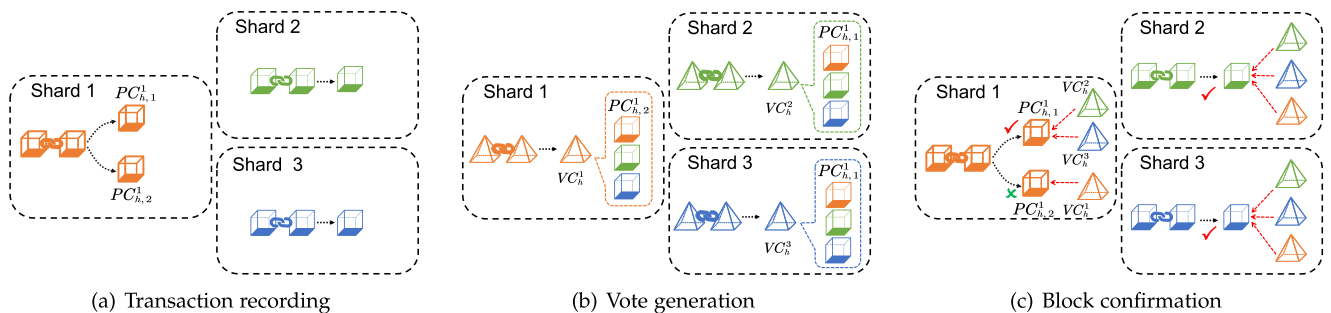 Shard 2
Shard 1
$PC^1_{h,1}$
$PC^1_{h,2}$
Shard 3
(a) Transaction recording
Shard 2
$PC^1_{h,1}$
$VC^2_h$
Shard 1
$PC^1_{h,2}$
$VC^1_h$
Shard 3
$PC^1_{h,1}$
$VC^3_h$
(b) Vote generation
Shard 2
Shard 1
$VC^2_h$
$PC^1_{h,1}$
$VC^3_h$
$PC^1_{h,2}$
$VC^1_h$
Shard 3
(c) Block confirmation